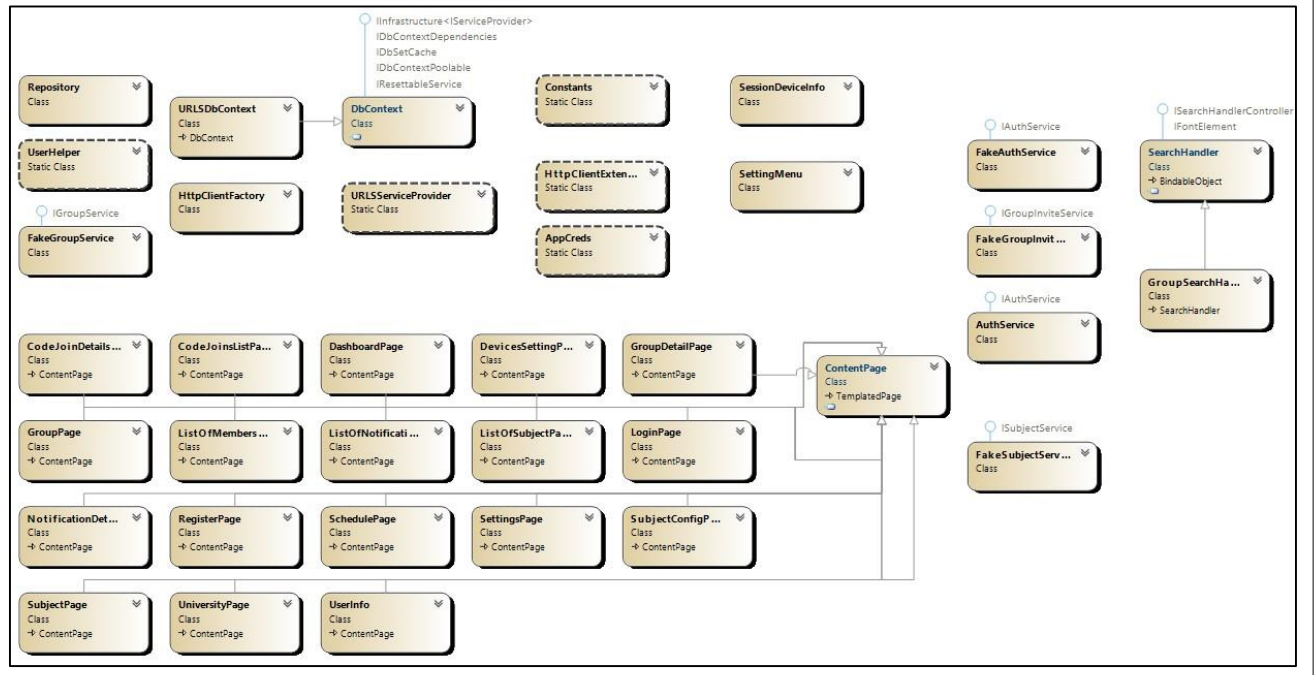 IInfrastructure<IServiceProvider>
IDbContextDependencies
IDbSetCache
IDbContextPoolable
IResettableService
Repository
Class
URLSDbContext
Class
DbContext
DbContext
Class
Constants
Static Class
SessionDeviceInfo
Class
UserHelper
Static Class
HttpClientFactory
Class
URLSServiceProvider
Static Class
HttpClientExten...
Static Class
SettingMenu
Class
IGroupService
FakeGroupService
Class
AppCreds
Static Class
IAuthService
FakeAuthService
Class
ISearchHandlerController
IFontElement
SearchHandler
Class
BindableObject
IGroupInviteService
FakeGroupInvit...
Class
GroupSearchHa...
Class
SearchHandler
IAuthService
AuthService
Class
CodeJoinDetails...
Class
ContentPage
CodeJoinsListPa...
Class
ContentPage
DashboardPage
Class
ContentPage
DevicesSettingP...
Class
ContentPage
GroupDetailPage
Class
ContentPage
ContentPage
Class
TemplatedPage
GroupPage
Class
ContentPage
ListOfMembers...
Class
ContentPage
ListOfNotificati...
Class
ContentPage
ListOfSubjectPa...
Class
ContentPage
LoginPage
Class
ContentPage
ISubjectService
FakeSubjectServ...
Class
NotificationDet...
Class
ContentPage
RegisterPage
Class
ContentPage
SchedulePage
Class
ContentPage
SettingsPage
Class
ContentPage
SubjectConfigP...
Class
ContentPage
SubjectPage
Class
ContentPage
UniversityPage
Class
ContentPage
UserInfo
Class
ContentPage